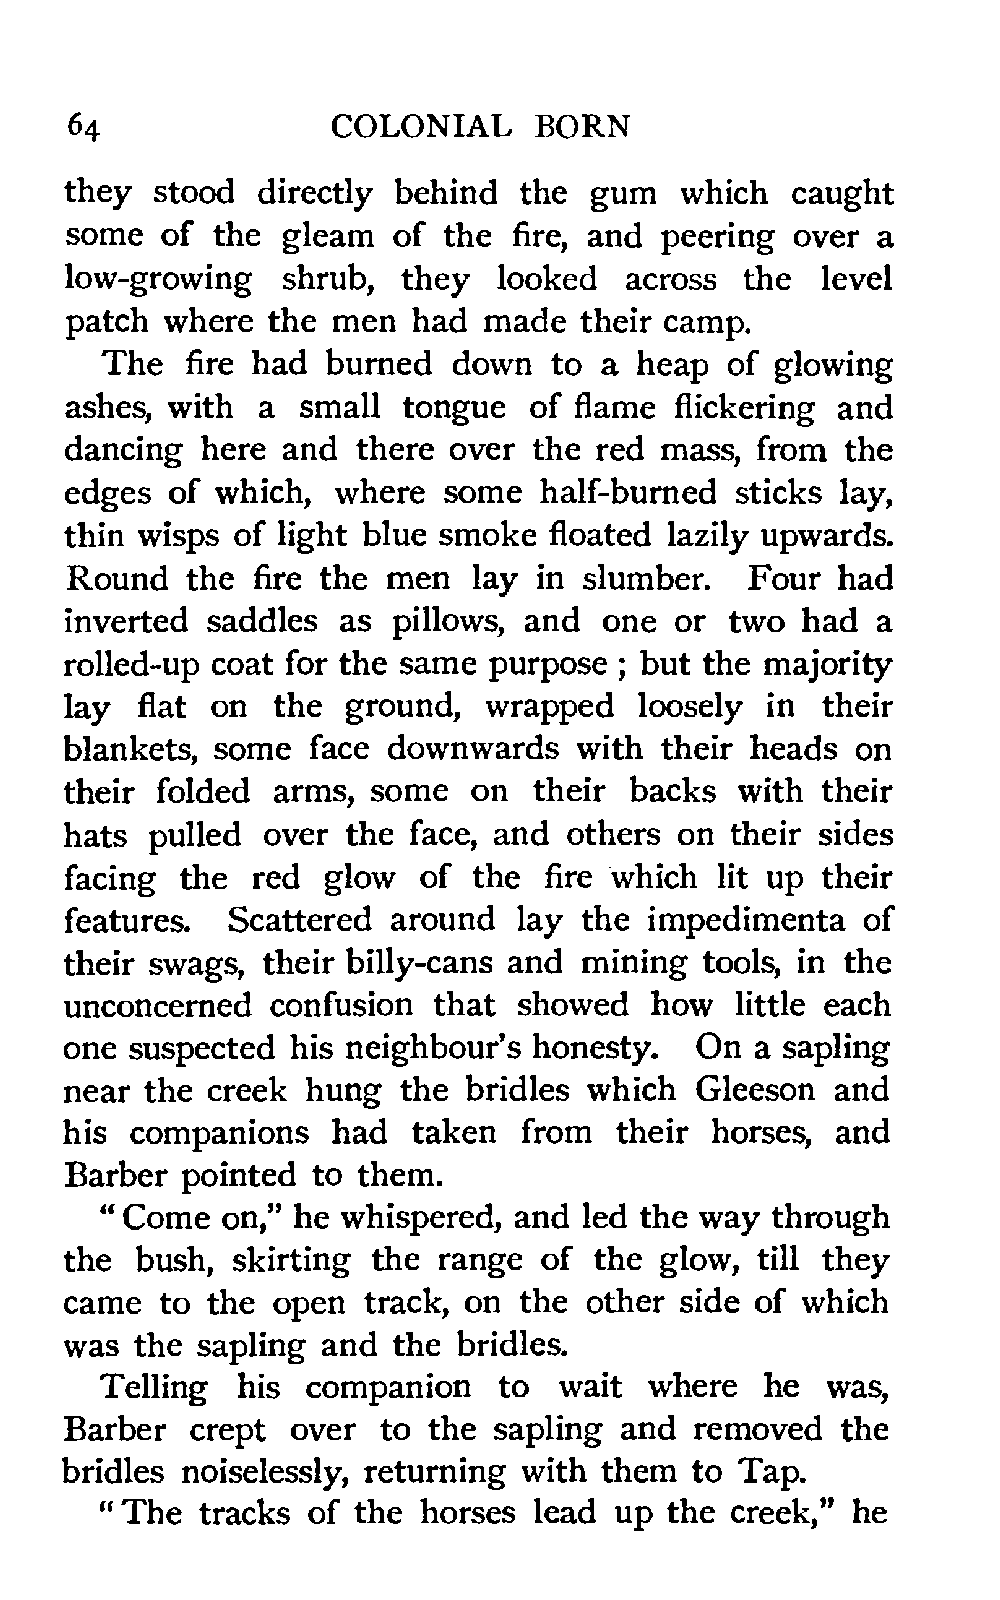 64 COLONIAL BORN
they stood directly behind the gum which caught
some of the gleam of the fire, and peering over a
low-growing shrub, they looked across the level
patch where the men had made their camp.
The fire had burned down to a heap of glowing
ashes, with a small tongue of flame flickering and
dancing here and there over the red mass, from the
edges of which, where some half-burned sticks lay,
thin wisps of light blue smoke floated lazily upwards.
Round the fire the men lay in slumber. Four had
inverted saddles as pillows, and one or two had a
rolled-up coat for the same purpose ; but the majority
lay flat on the ground, wrapped loosely in their
blankets, some face downwards with their heads on
their folded arms, some on their backs with their
hats pulled over the face, and others on their sides
facing the red glow of the fire which lit up their
features. Scattered around lay the impedimenta of
their swags, their billy-cans and mining tools, in the
unconcerned confusion that showed how little each
one suspected his neighbour's honesty. On a sapling
near the creek hung the bridles which Gleeson and
his companions had taken from their horses, and
Barber pointed to them.
"Come on," he whispered, and led the way through
the bush, skirting the range of the glow, till they
came to the open track, on the other side of which
was the sapling and the bridles.
Telling his companion to wait where he was,
Barber crept over to the sapling and removed the
bridles noiselessly, returning with them to Tap.
"The tracks of the horses lead up the creek," he